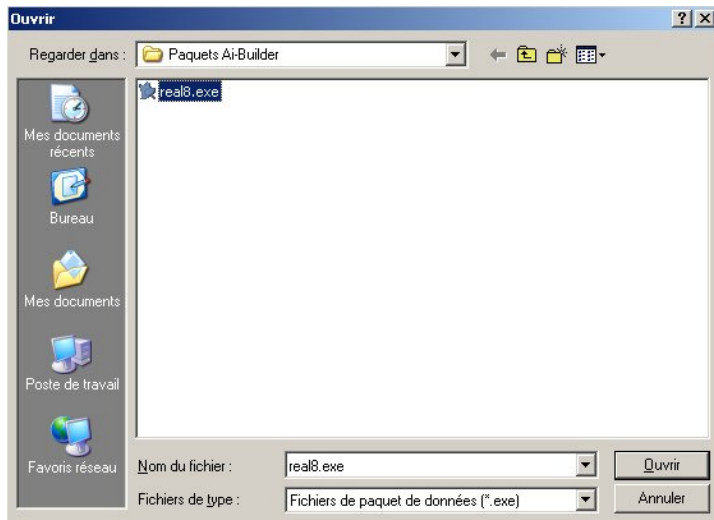 Ouvrir
Regarder dans :
Paquets Ai-Builder
real8.exe
Mes documents
récents
Bureau
Mes documents
Poste de travail
Favoris réseau
Nom du fichier :
real8.exe
Ouvrir
Fichiers de type :
Fichiers de paquet de données (*.exe)
Annuler